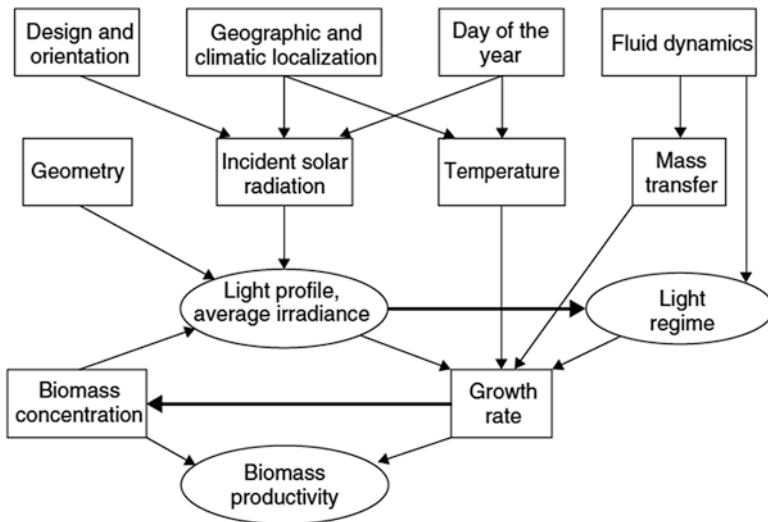 Design and
orientation
Geographic and
climatic localization
Day of the
year
Fluid dynamics
Geometry
Incident solar
radiation
Temperature
Mass
transfer
Light profile,
average irradiance
Light
regime
Biomass
concentration
Growth
rate
Biomass
productivity